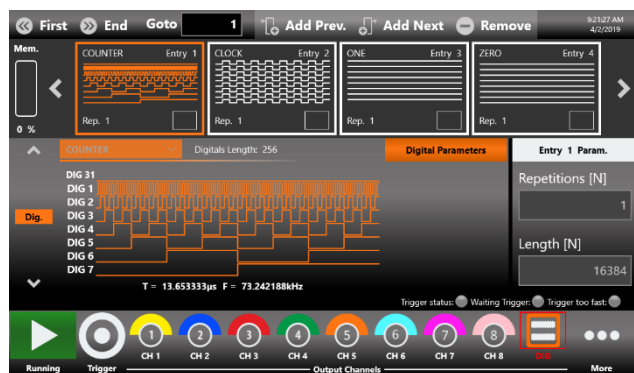 First End Goto 1 Add Prev. Add Next Remove 9:21:27 AM
4/2/2019
Mem.
COUNTER Entry 1 CLOCK Entry 2 ONE Entry 3 ZERO Entry 4
Rep. 1 Rep. 1 Rep. 1 Rep. 1
0 %
COUNTER Digitals Length: 256 Digital Parameters Entry 1 Param.
DIG 31
DIG 1
DIG 2
DIG 3
DIG 4
DIG 5
DIG 6
DIG 7
Dig.
T = 13.653333µs F = 73.242188kHz
Repetitions [N]
1
Length [N]
16384
Trigger status: Waiting Trigger: Trigger too fast:
1 2 3 4 5 6 7 8
CH 1 CH 2 CH 3 CH 4 CH 5 CH 6 CH 7 CH 8 DIG
Running Trigger Output Channels More